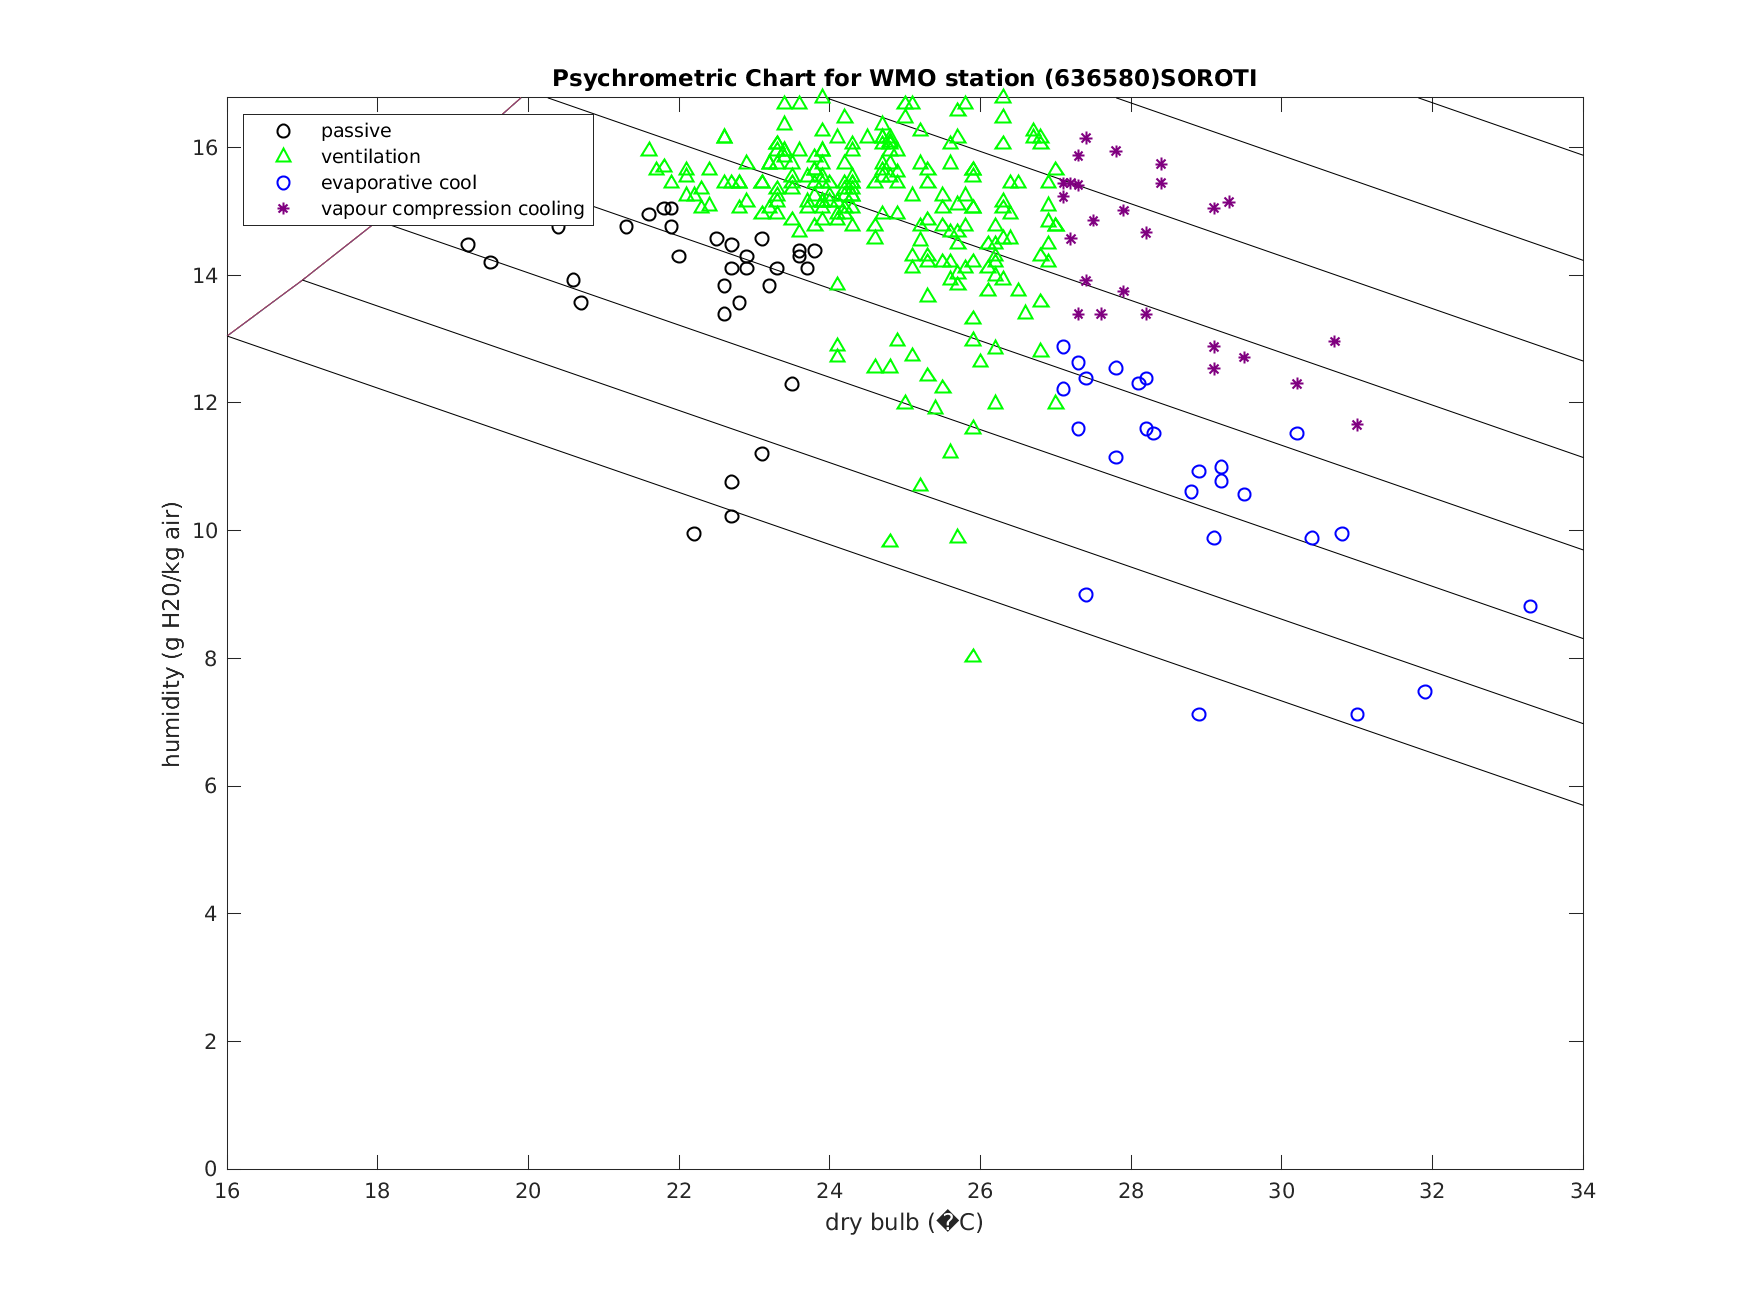 Psychrometric Chart for WMO station (636580)SOROTI
passive
ventilation
evaporative cool
vapour compression cooling
humidity (g H20/kg air)
16
14
12
10
8
6
4
2
0
16 18 20 22 24 26 28 30 32 34
dry bulb (�C)